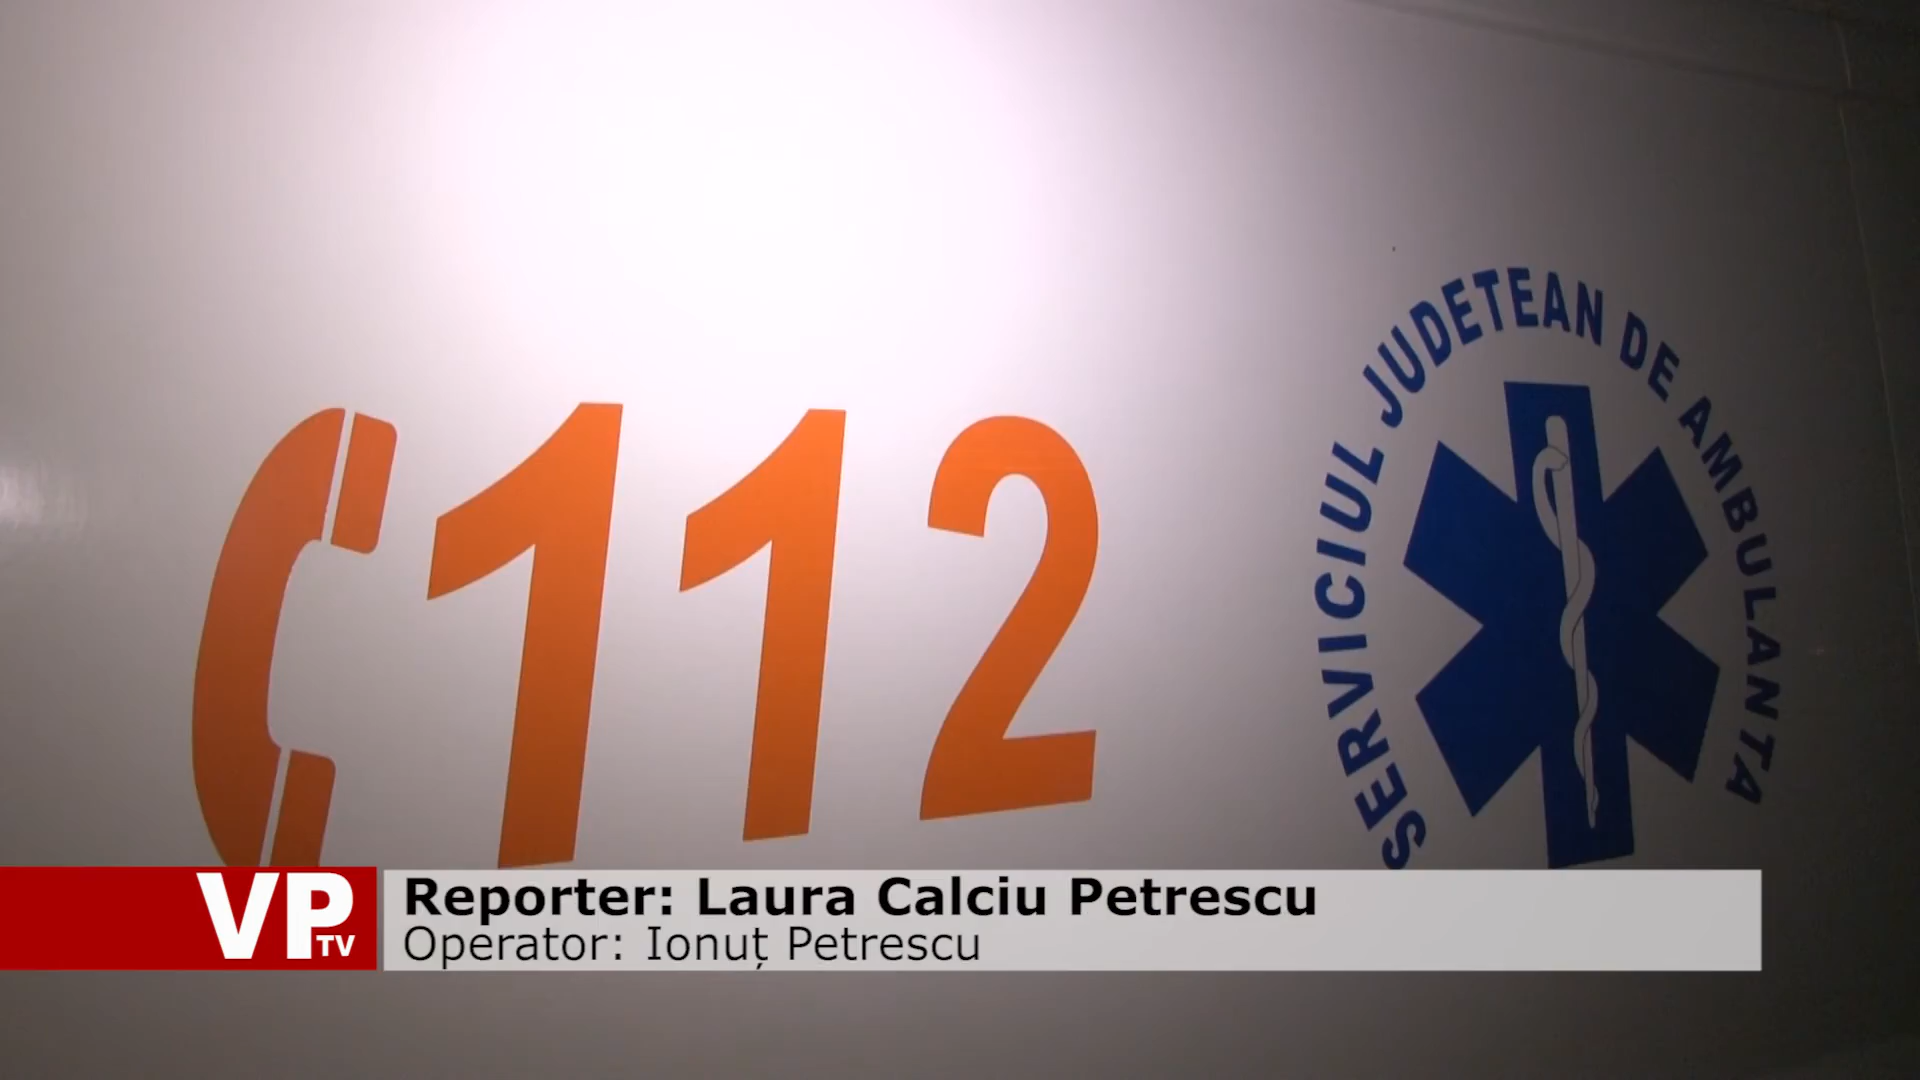 112
SERVICIUL JUDETEAN DE AMBULANTA
VP TV
Reporter: Laura Calciu Petrescu
Operator: Ionuț Petrescu